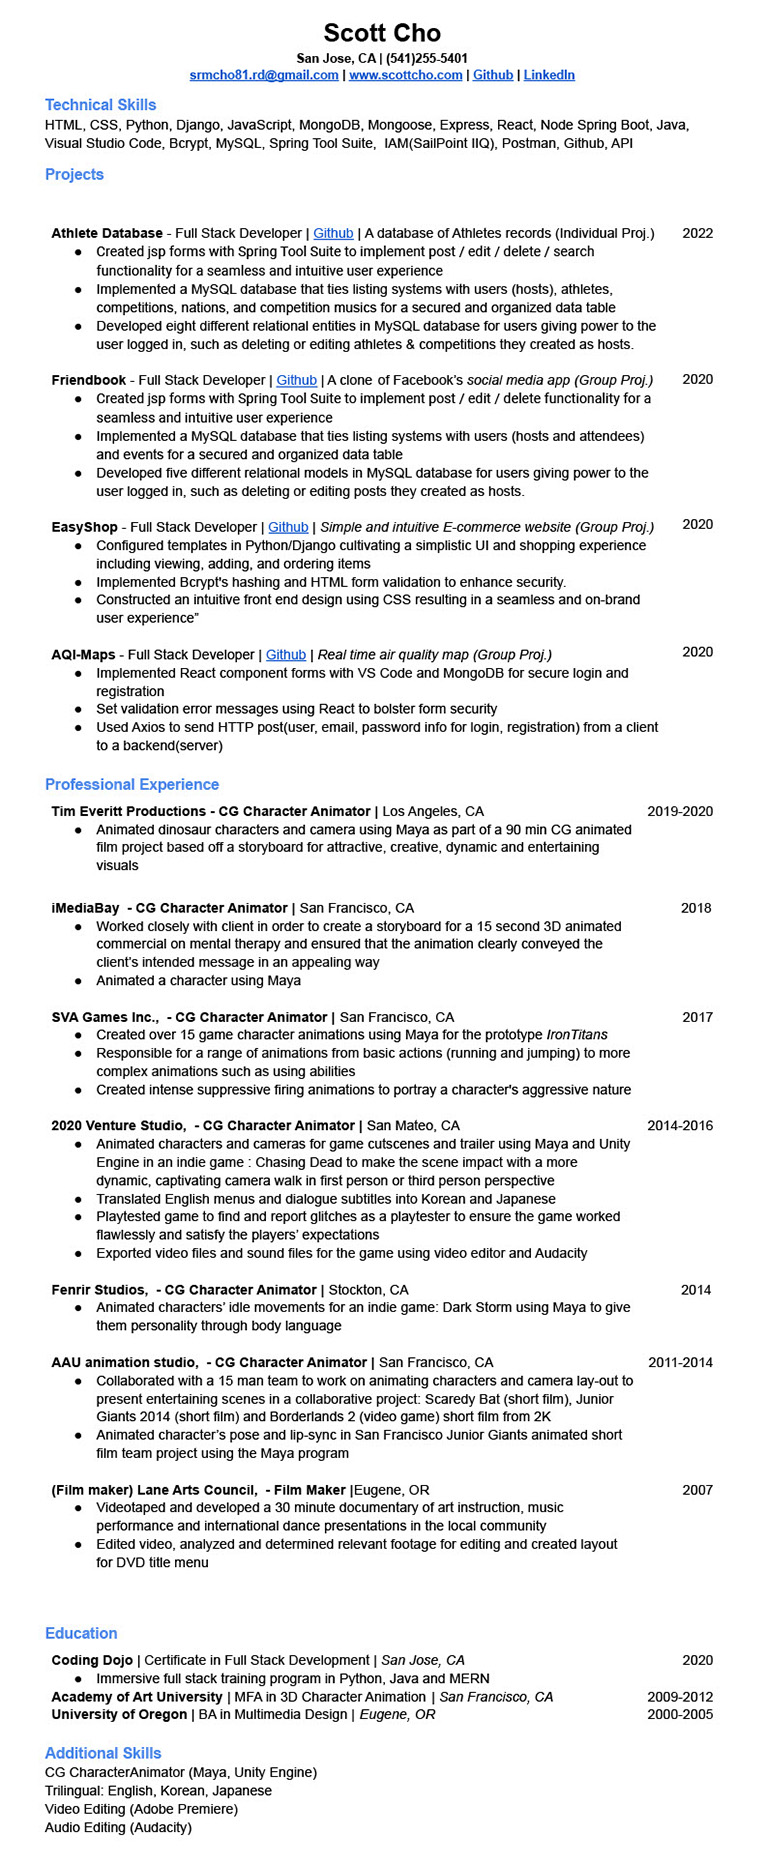 Scott Cho
San Jose, CA | (541)255-5401
srmcho81.rd@gmail.com | www.scottcho.com | Github | LinkedIn
Technical Skills
HTML, CSS, Python, Django, JavaScript, MongoDB, Mongoose, Express, React, Node Spring Boot, Java,
Visual Studio Code, Bcrypt, MySQL, Spring Tool Suite, IAM(SailPoint IIQ), Postman, Github, API
Projects
Athlete Database - Full Stack Developer | Github | A database of Athletes records (Individual Proj.) 2022
● Created jsp forms with Spring Tool Suite to implement post / edit / delete / search
functionality for a seamless and intuitive user experience
● Implemented a MySQL database that ties listing systems with users (hosts), athletes,
competitions, nations, and competition musics for a secured and organized data table
● Developed eight different relational entities in MySQL database for users giving power to the
user logged in, such as deleting or editing athletes & competitions they created as hosts.
Friendbook - Full Stack Developer | Github | A clone of Facebook's social media app (Group Proj.) 2020
● Created jsp forms with Spring Tool Suite to implement post / edit / delete functionality for a
seamless and intuitive user experience
● Implemented a MySQL database that ties listing systems with users (hosts and attendees)
and events for a secured and organized data table
● Developed five different relational models in MySQL database for users giving power to the
user logged in, such as deleting or editing posts they created as hosts.
EasyShop - Full Stack Developer | Github | Simple and intuitive E-commerce website (Group Proj.) 2020
● Configured templates in Python/Django cultivating a simplistic UI and shopping experience
including viewing, adding, and ordering items
● Implemented Bcrypt's hashing and HTML form validation to enhance security.
● Constructed an intuitive front end design using CSS resulting in a seamless and on-brand
user experience”
AQI-Maps - Full Stack Developer | Github | Real time air quality map (Group Proj.) 2020
● Implemented React component forms with VS Code and MongoDB for secure login and
registration
● Set validation error messages using React to bolster form security
● Used Axios to send HTTP post(user, email, password info for login, registration) from a client
to a backend(server)
Professional Experience
Tim Everitt Productions - CG Character Animator | Los Angeles, CA 2019-2020
● Animated dinosaur characters and camera using Maya as part of a 90 min CG animated
film project based off a storyboard for attractive, creative, dynamic and entertaining
visuals
iMediaBay - CG Character Animator | San Francisco, CA 2018
● Worked closely with client in order to create a storyboard for a 15 second 3D animated
commercial on mental therapy and ensured that the animation clearly conveyed the
client’s intended message in an appealing way
● Animated a character using Maya
SVA Games Inc., - CG Character Animator | San Francisco, CA 2017
● Created over 15 game character animations using Maya for the prototype IronTitans
● Responsible for a range of animations from basic actions (running and jumping) to more
complex animations such as using abilities
● Created intense suppressive firing animations to portray a character's aggressive nature
2020 Venture Studio, - CG Character Animator | San Mateo, CA 2014-2016
● Animated characters and cameras for game cutscenes and trailer using Maya and Unity
Engine in an indie game : Chasing Dead to make the scene impact with a more
dynamic, captivating camera walk in first person or third person perspective
● Translated English menus and dialogue subtitles into Korean and Japanese
● Playtested game to find and report glitches as a playtester to ensure the game worked
flawlessly and satisfy the players’ expectations
● Exported video files and sound files for the game using video editor and Audacity
Fenrir Studios, - CG Character Animator | Stockton, CA 2014
● Animated characters’ idle movements for an indie game: Dark Storm using Maya to give
them personality through body language
AAU animation studio, - CG Character Animator | San Francisco, CA 2011-2014
● Collaborated with a 15 man team to work on animating characters and camera lay-out to
present entertaining scenes in a collaborative project: Scaredy Bat (short film), Junior
Giants 2014 (short film) and Borderlands 2 (video game) short film from 2K
● Animated character’s pose and lip-sync in San Francisco Junior Giants animated short
film team project using the Maya program
(Film maker) Lane Arts Council, - Film Maker |Eugene, OR 2007
● Videotaped and developed a 30 minute documentary of art instruction, music
performance and international dance presentations in the local community
● Edited video, analyzed and determined relevant footage for editing and created layout
for DVD title menu
Education
Coding Dojo | Certificate in Full Stack Development | San Jose, CA 2020
● Immersive full stack training program in Python, Java and MERN
Academy of Art University | MFA in 3D Character Animation | San Francisco, CA 2009-2012
University of Oregon | BA in Multimedia Design | Eugene, OR 2000-2005
Additional Skills
CG CharacterAnimator (Maya, Unity Engine)
Trilingual: English, Korean, Japanese
Video Editing (Adobe Premiere)
Audio Editing (Audacity)